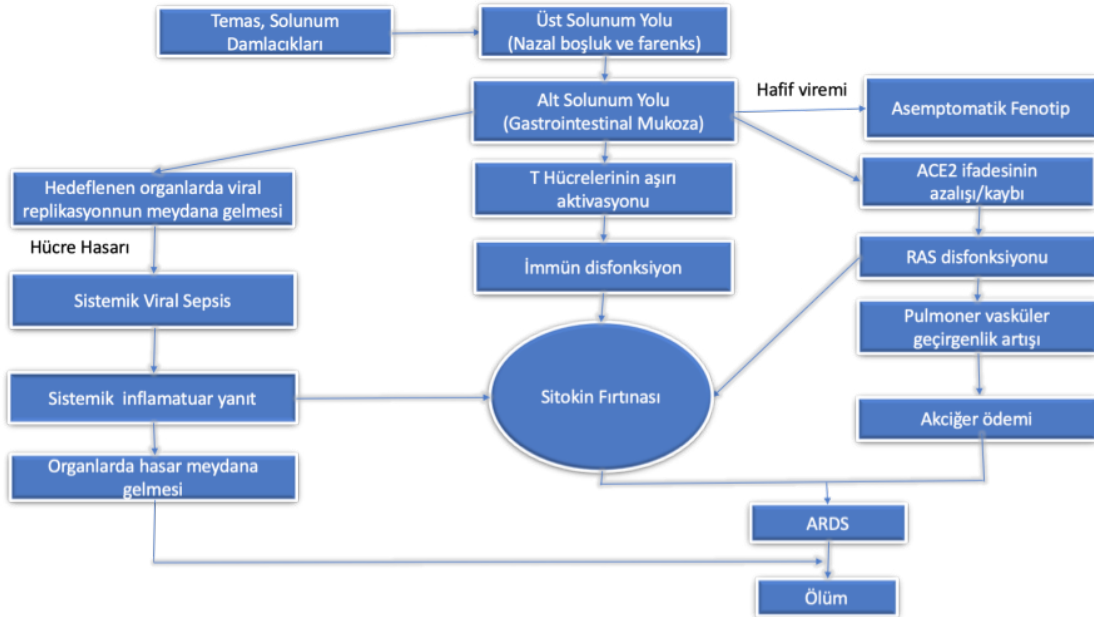 Temas, Solunum
Damlacıkları
Üst Solunum Yolu
(Nazal boşluk ve farenks)
Alt Solunum Yolu
(Gastrointestinal Mukoza)
Hafif viremi
Asemptomatik Fenotip
Hedeflenen organlarda viral
replikasyonnun meydana gelmesi
T Hücrelerinin aşırı
aktivasyonu
ACE2 ifadesinin
azalışı/kaybı
Hücre Hasarı
İmmün disfonksiyon
RAS disfonksiyonu
Sistemik Viral Sepsis
Pulmoner vasküler
geçirgenlik artışı
Sistemik inflamatuar yanıt
Sitokin Fırtınası
Akciğer ödemi
Organlarda hasar meydana
gelmesi
ARDS
Ölüm